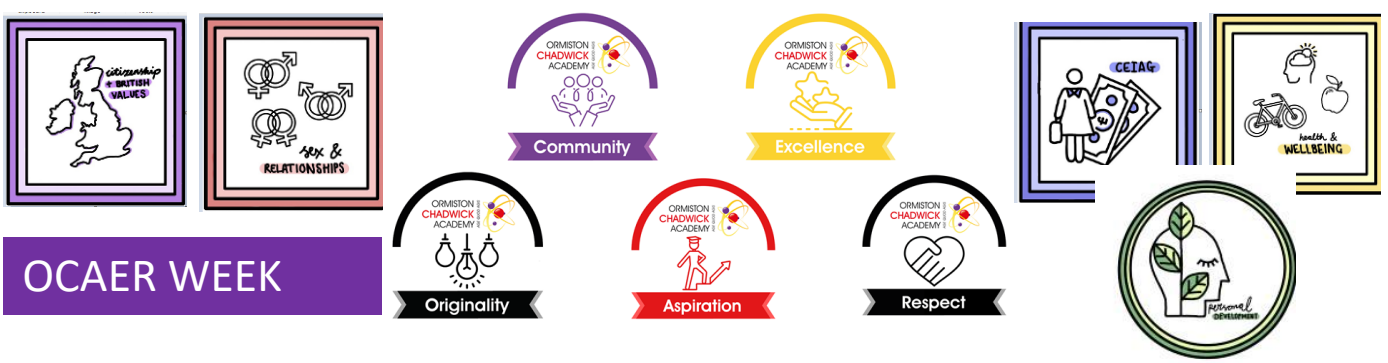 citizenship
+ BRITISH
VALUES
sex &
RELATIONSHIPS
OCAER WEEK
ORMISTON
CHADWICK
ACADEMY
Community
ORMISTON
CHADWICK
ACADEMY
Excellence
ORMISTON
CHADWICK
ACADEMY
Originality
ORMISTON
CHADWICK
ACADEMY
Aspiration
ORMISTON
CHADWICK
ACADEMY
Respect
CEIAG
health &
WELLBEING
personal
DEVELOPMENT